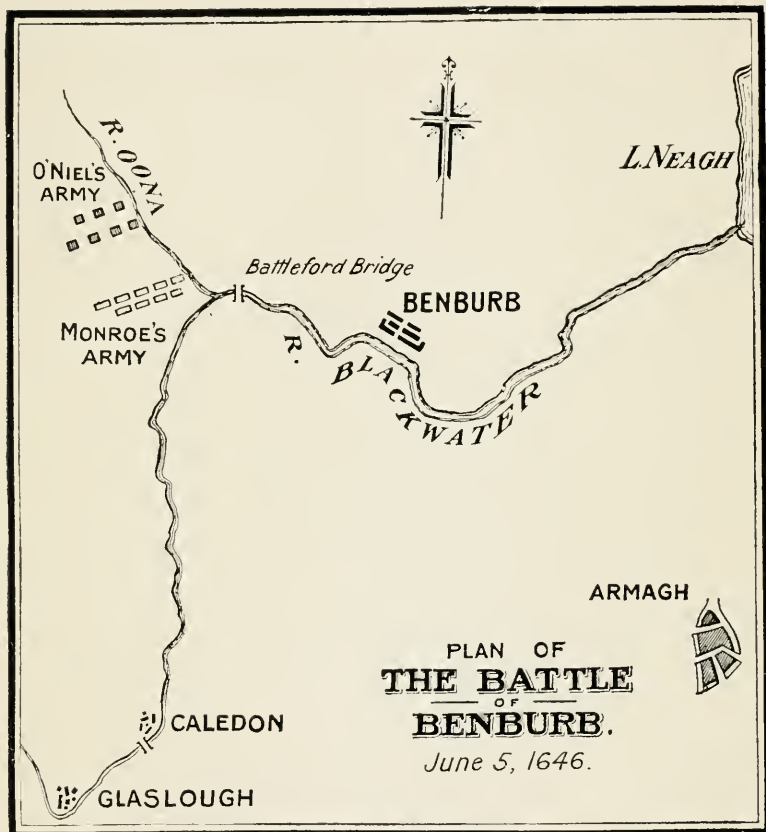 R. OONA
O'NIEL'S
ARMY
L. NEAGH
Battleford Bridge
BENBURB
MONROE'S
ARMY
R. BLACKWATER
ARMAGH
PLAN OF
THE BATTLE
OF
BENBURB.
June 5, 1646.
CALEDON
GLASLOUGH